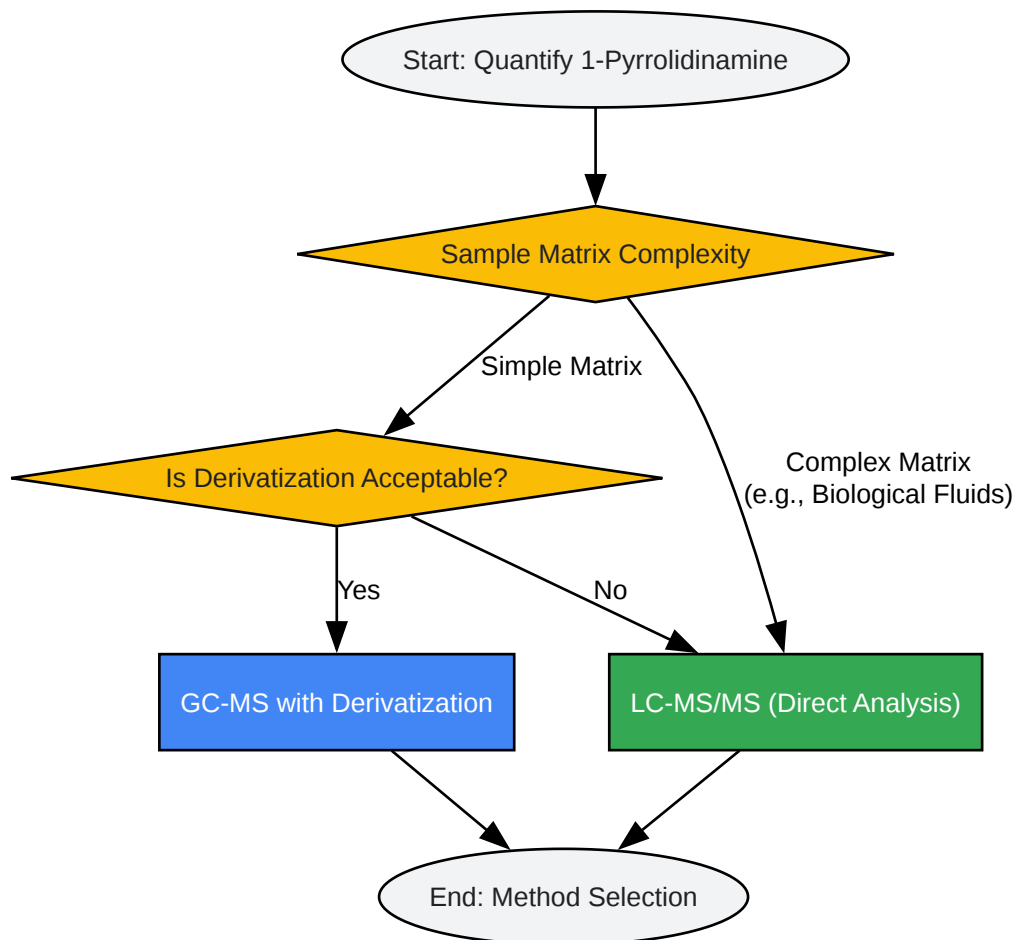 Start: Quantify 1-Pyrrolidinamine
Sample Matrix Complexity
Simple Matrix
Complex Matrix
(e.g., Biological Fluids)
Is Derivatization Acceptable?
Yes
No
GC-MS with Derivatization
LC-MS/MS (Direct Analysis)
End: Method Selection